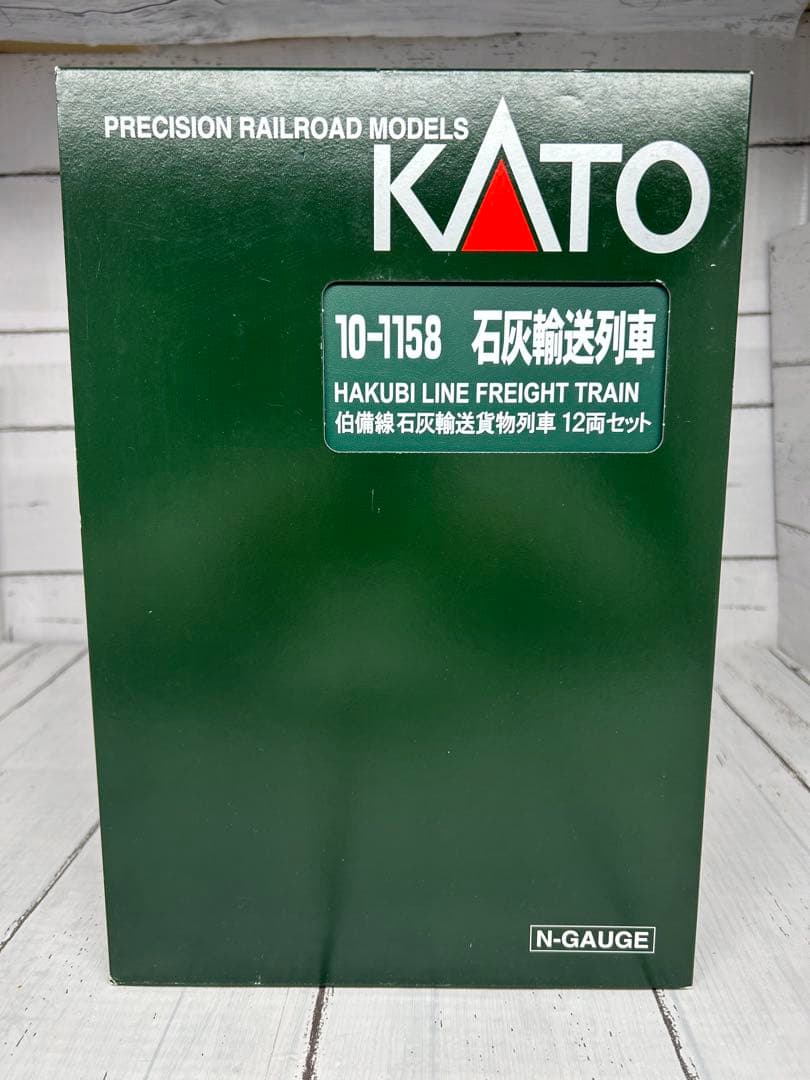 PRECISION RAILROAD MODELS
KATO
10-1158 石灰輸送列車
HAKUBI LINE FREIGHT TRAIN
伯備線石灰輸送貨物列車 12両セット
N-GAUGE